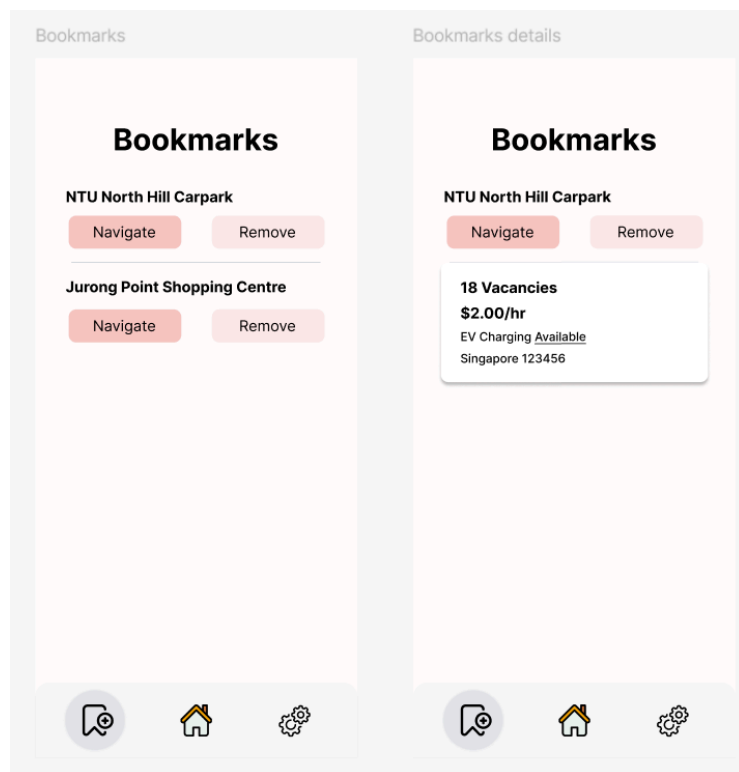 Bookmarks
Bookmarks
NTU North Hill Carpark
Navigate Remove
Jurong Point Shopping Centre
Navigate Remove
Bookmarks details
Bookmarks
NTU North Hill Carpark
Navigate Remove
18 Vacancies
$2.00/hr
EV Charging Available
Singapore 123456